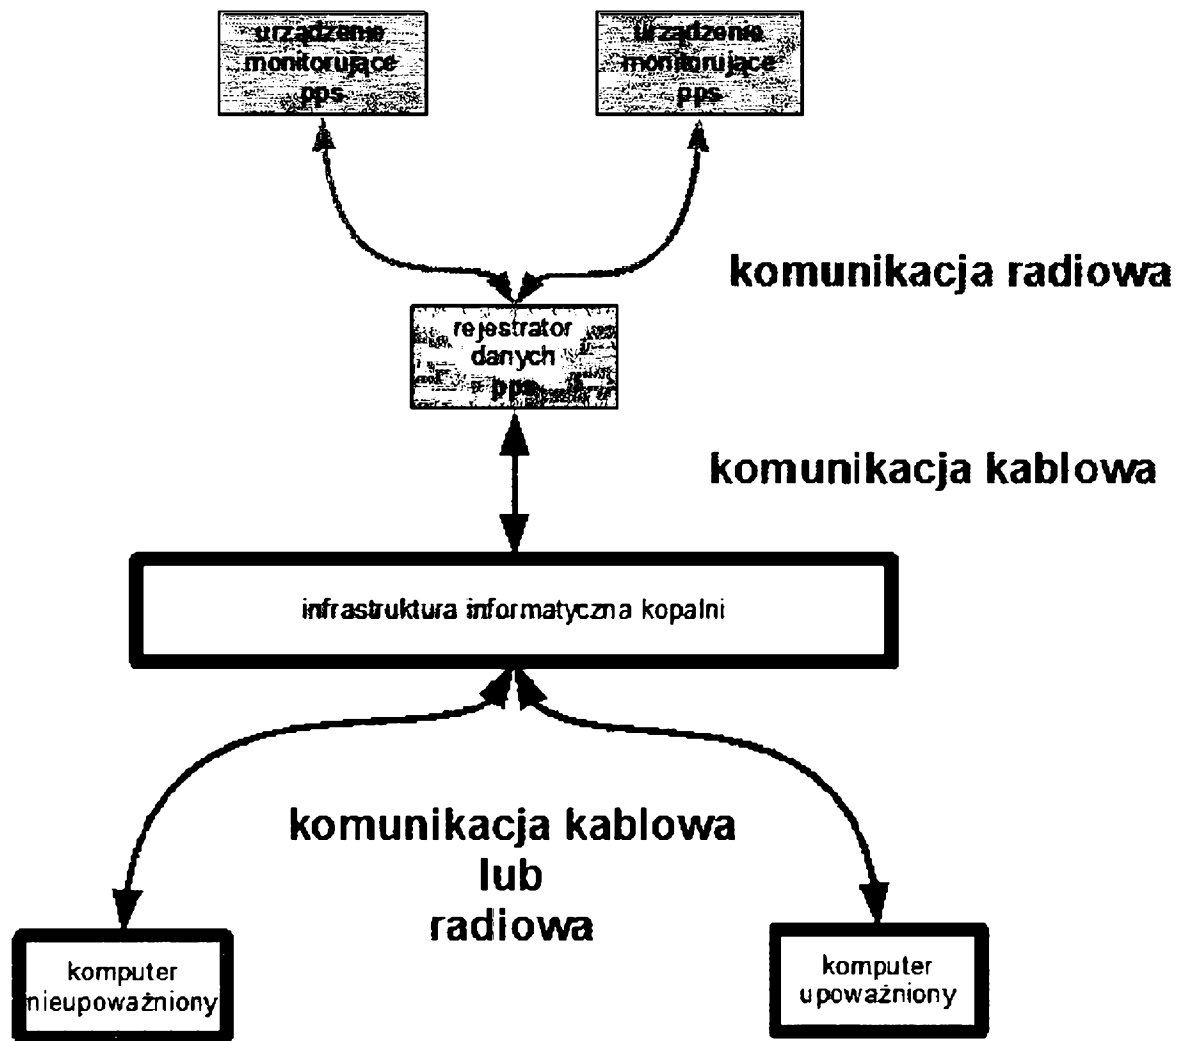 urządzenie
monitorujące
pps
urządzenie
monitorujące
pps
komunikacja radiowa
rejestrator
danych
pps
komunikacja kablowa
infrastruktura informatyczna kopalni
komunikacja kablowa
lub
radiowa
komputer
nieupoważniony
komputer
upoważniony